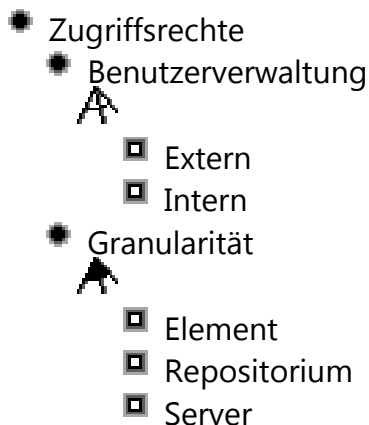 Zugriffsrechte
Benutzerverwaltung
Extern
Intern
Granularität
Element
Repositorium
Server